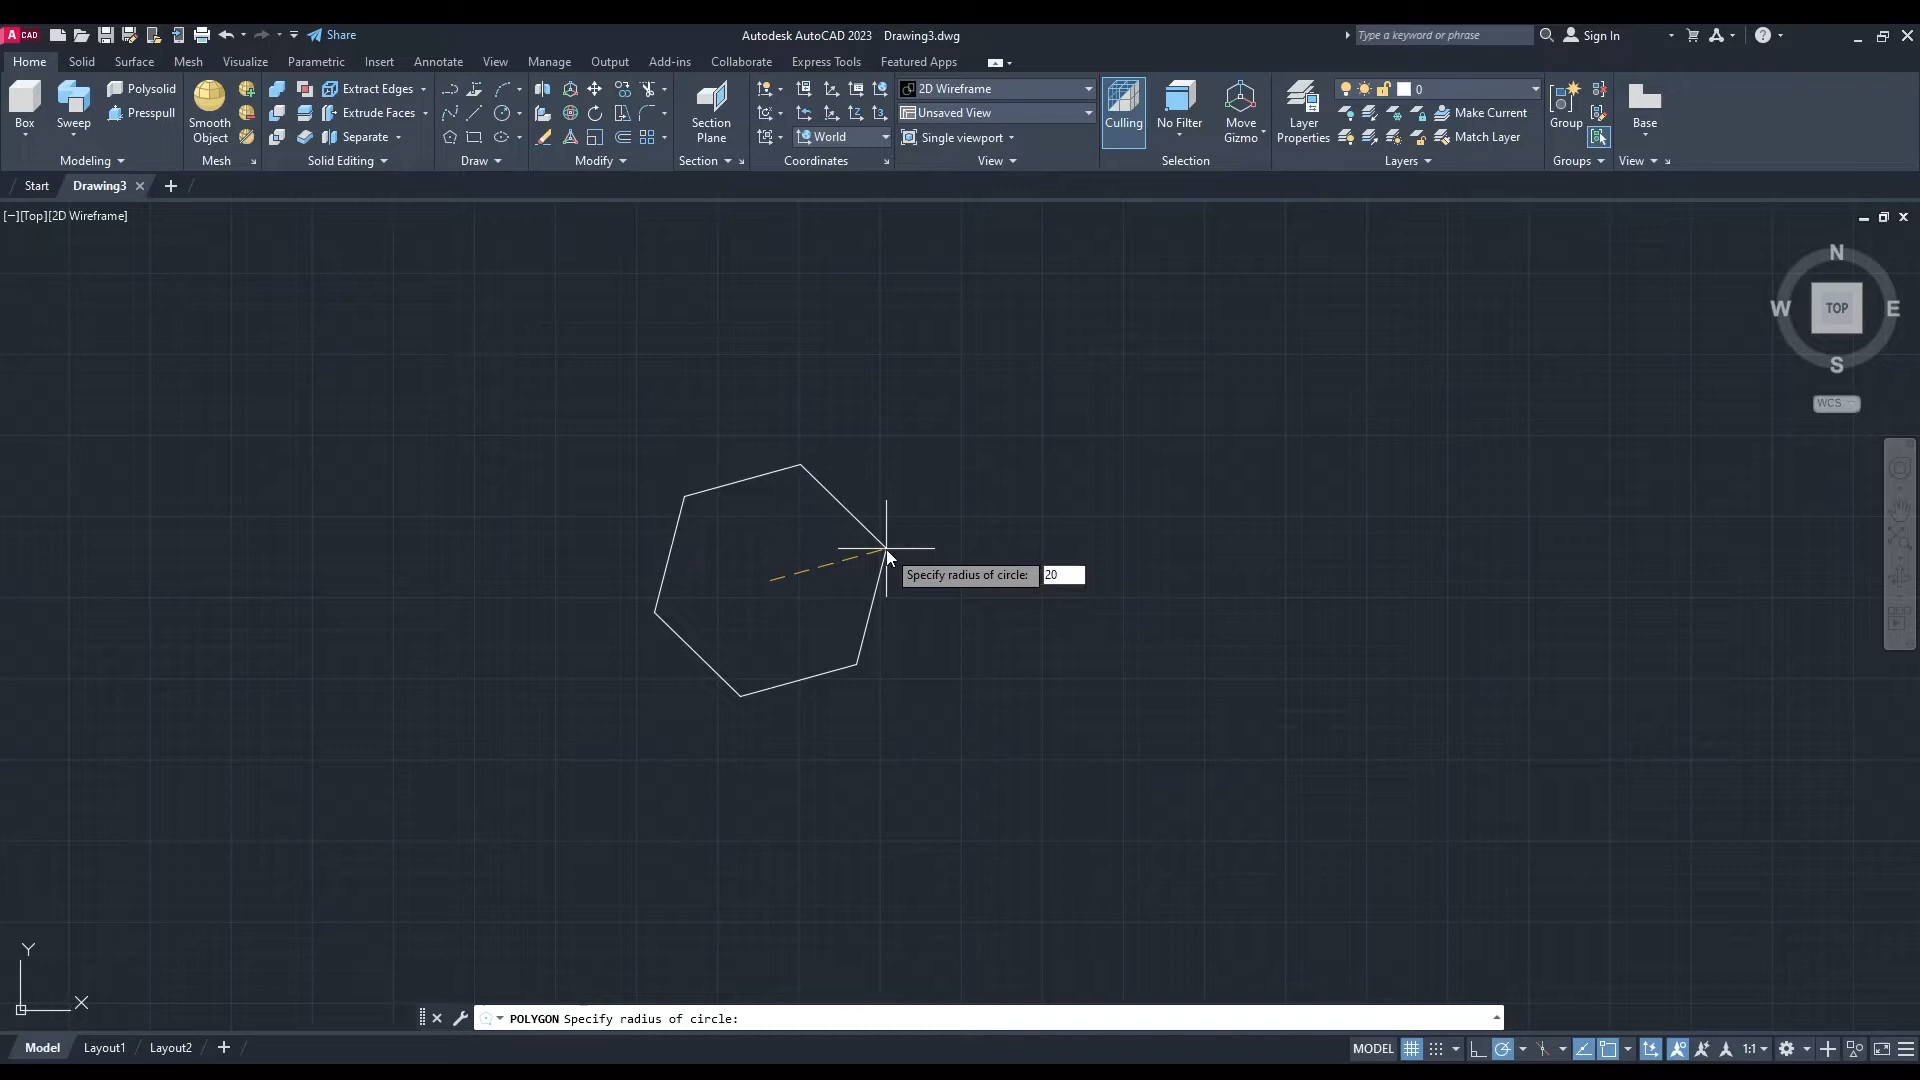 A CAD
Share
Autodesk AutoCAD 2023 Drawing3.dwg
Type a keyword or phrase
Sign In
Home Solid Surface Mesh Visualize Parametric Insert Annotate View Manage Output Add-ins Collaborate Express Tools Featured Apps
Box
Sweep
Polysolid
Presspull
Smooth
Object
Extract Edges
Extrude Faces
Separate
Section
Plane
World
2D Wireframe
Unsaved View
Single viewport
Culling
No Filter
Move
Gizmo
Layer
Properties
0
Make Current
Match Layer
Group
Base
Modeling Mesh Solid Editing Draw Modify Section Coordinates View Selection Layers Groups View
Start Drawing3
[−][Top][2D Wireframe]
N
W TOP E
S
WCS
Specify radius of circle: 20
Y
X
POLYGON Specify radius of circle:
Model Layout1 Layout2
MODEL 1:1